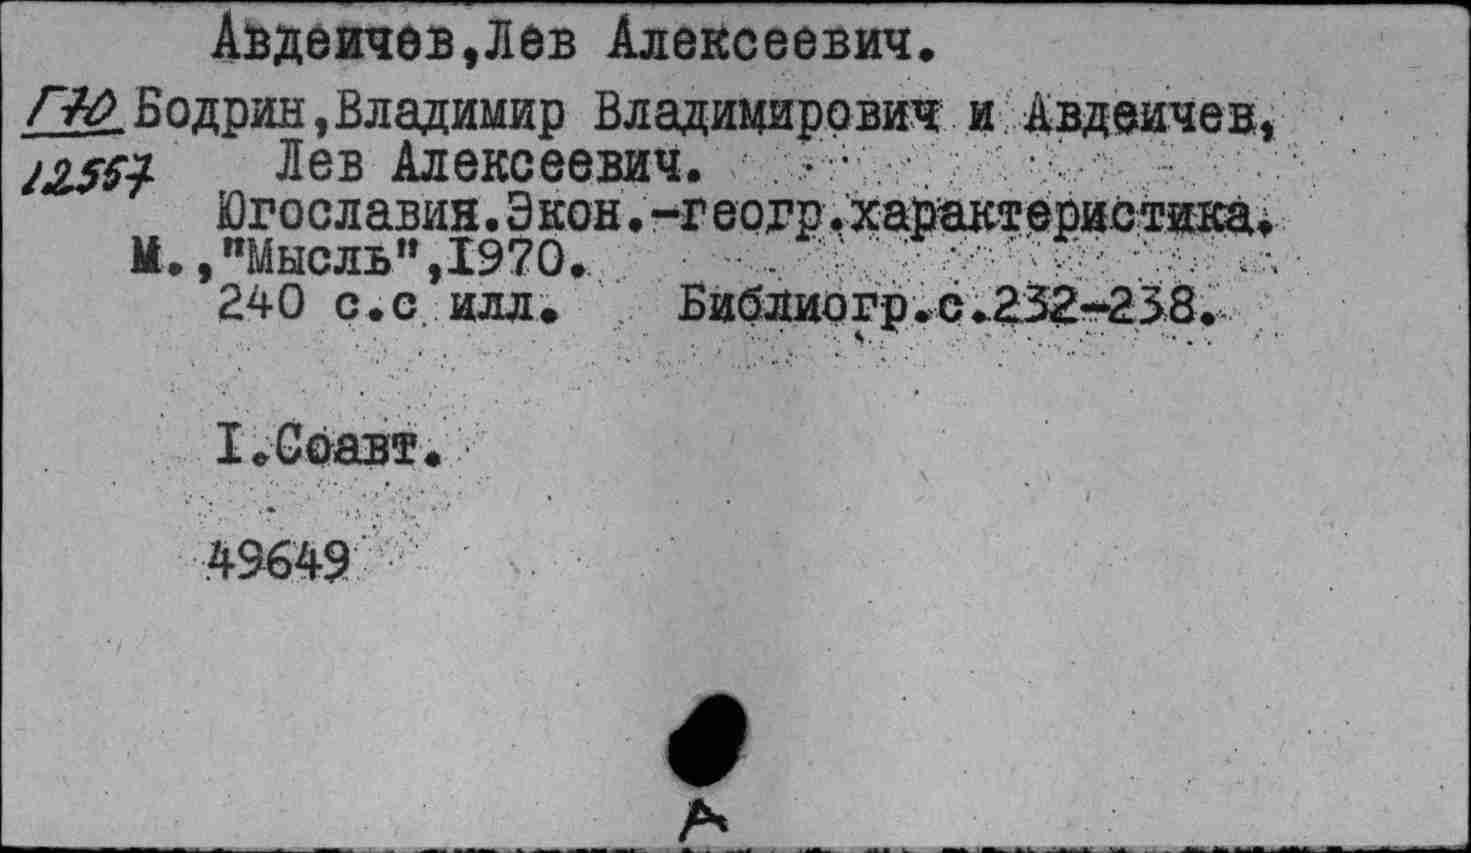 Авдеичев,Лев Алексеевич.
ГЮ Бодрин,Владимир Владимирович и Авдеичев,
12557 Лев Алексеевич.
Югославия.Экон.-геогр.характеристика.
М.,"Мысль",1970.
240 с.с илл. Библиогр.с.232-238.
I.Соавт.
49649
А